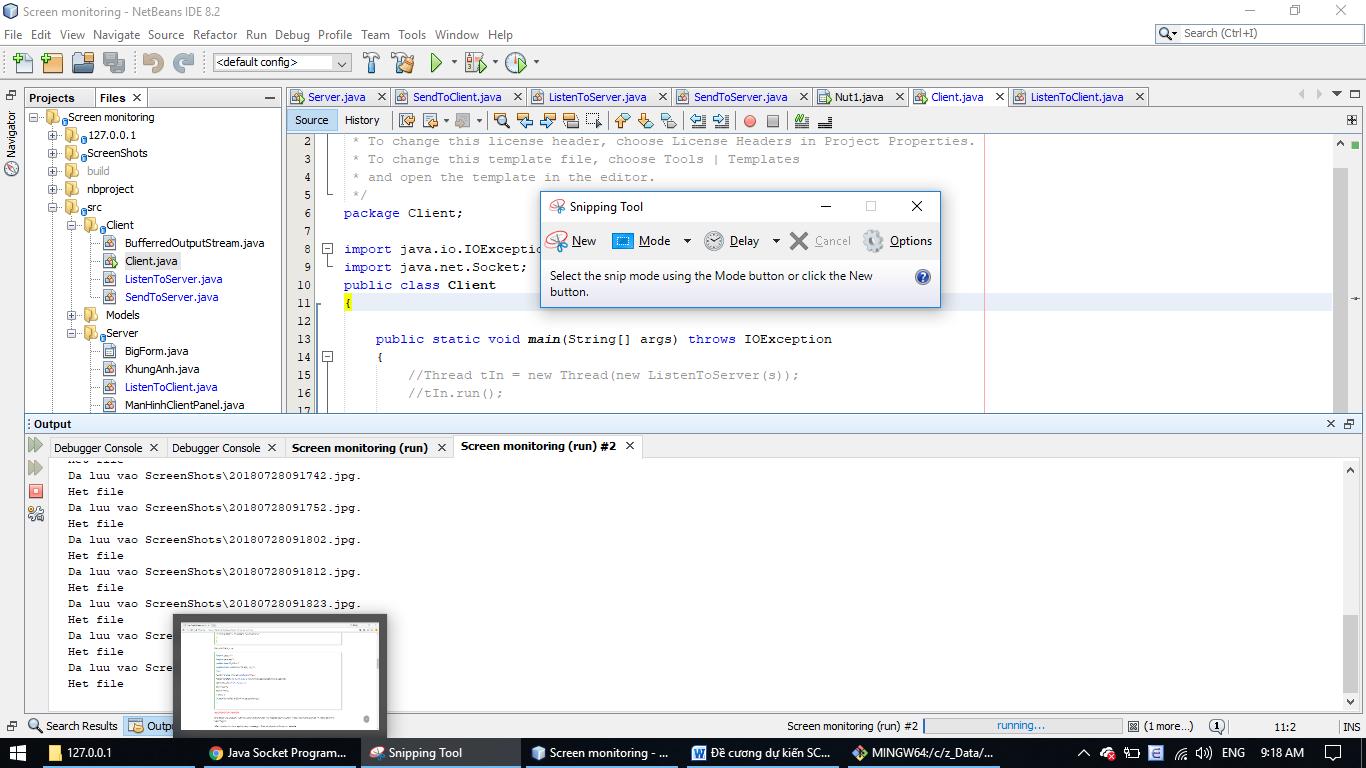 Screen monitoring - NetBeans IDE 8.2
File Edit View Navigate Source Refactor Run Debug Profile Team Tools Window Help
Search (Ctrl+I)
<default config>
Projects Files
Navigator
Server.java SendToClient.java ListenToServer.java SendToServer.java Nut1.java Client.java ListenToClient.java
Source History
Screen monitoring
127.0.0.1
ScreenShots
build
nbproject
src
Client
BufferredOutputStream.java
Client.java
ListenToServer.java
SendToServer.java
Models
Server
BigForm.java
KhungAnh.java
ListenToClient.java
ManHinhClientPanel.java
2 * To change this license header, choose License Headers in Project Properties.
3 * To change this template file, choose Tools | Templates
4 * and open the template in the editor.
5 */
6 package Client;
7
8 import java.io.IOExceptio
9 import java.net.Socket;
10 public class Client
11 {
12
13 public static void main(String[] args) throws IOException
14 {
15 //Thread tIn = new Thread(new ListenToServer(s));
16 //tIn.run();
17
Snipping Tool
New Mode Delay Cancel Options
Select the snip mode using the Mode button or click the New
button.
Output
Debugger Console Debugger Console Screen monitoring (run) Screen monitoring (run) #2
Het file
Da luu vao ScreenShots\20180728091742.jpg.
Het file
Da luu vao ScreenShots\20180728091752.jpg.
Het file
Da luu vao ScreenShots\20180728091802.jpg.
Het file
Da luu vao ScreenShots\20180728091812.jpg.
Het file
Da luu vao ScreenShots\20180728091823.jpg.
Het file
Da luu vao Sc
Het file
Da luu vao Sc
Het file
Search Results Outpu
Screen monitoring (run) #2 running... (1 more...) 1 11:2 INS
127.0.0.1 Java Socket Program... Snipping Tool Screen monitoring - ... Đề cương dự kiến SC... MINGW64:/c/z_Data/... ENG 9:18 AM